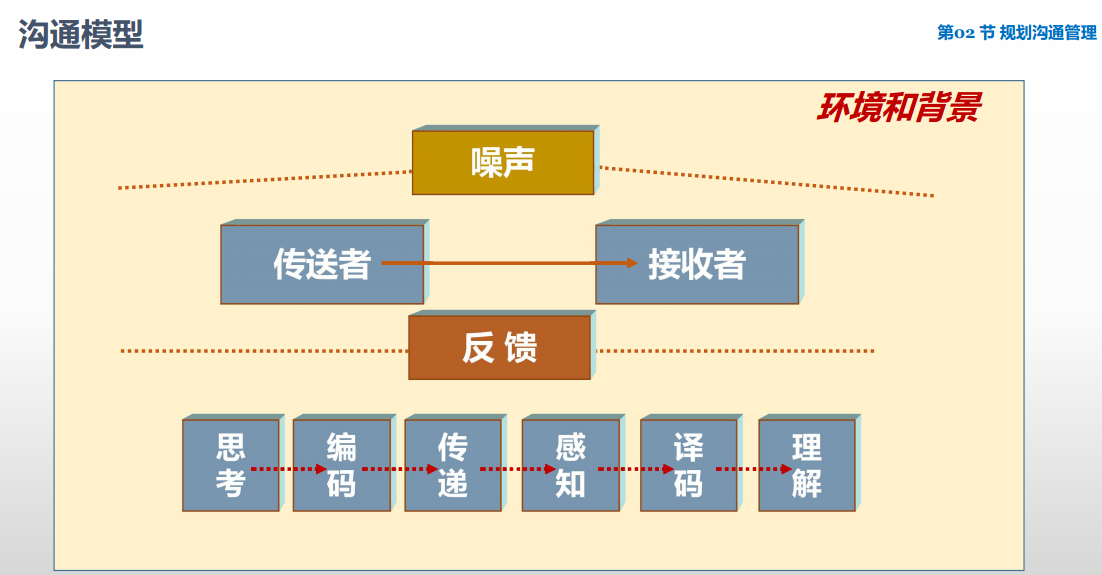 沟通模型
第02 节 规划沟通管理
环境和背景
噪声
传送者
接收者
反 馈
思考
编码
传递
感知
译码
理解